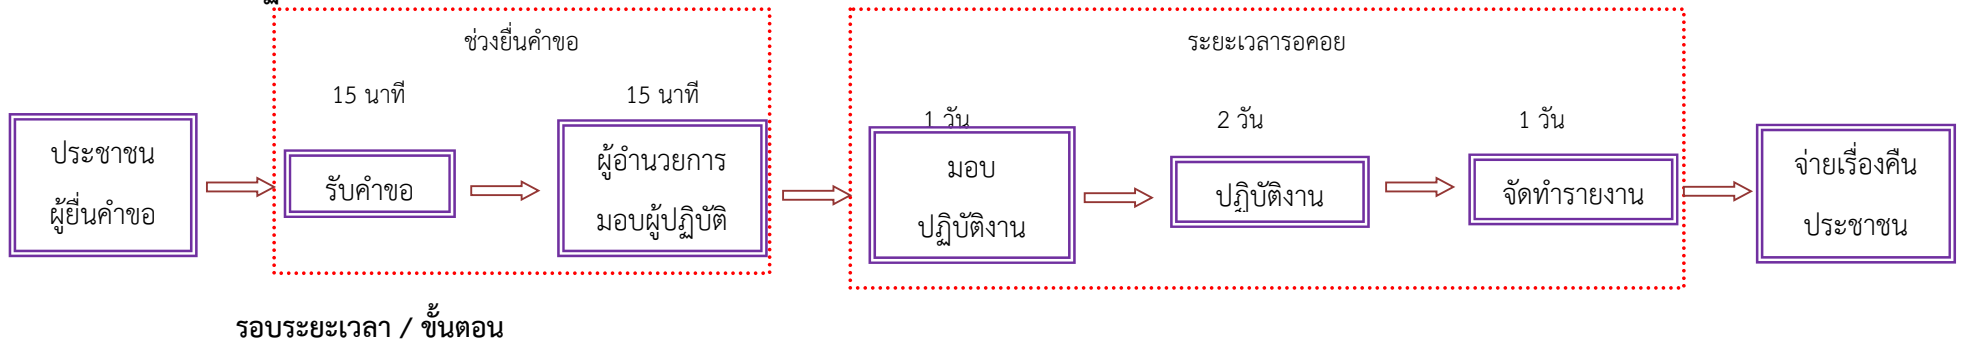 ช่วงยื่นคำขอ
ระยะเวลารอคอย
15 นาที
15 นาที
1 วัน
2 วัน
1 วัน
ประชาชน
ผู้ยื่นคำขอ
รับคำขอ
ผู้อำนวยการ
มอบผู้ปฏิบัติ
มอบ
ปฏิบัติงาน
ปฏิบัติงาน
จัดทำรายงาน
จ่ายเรื่องคืน
ประชาชน
รอบระยะเวลา / ขั้นตอน